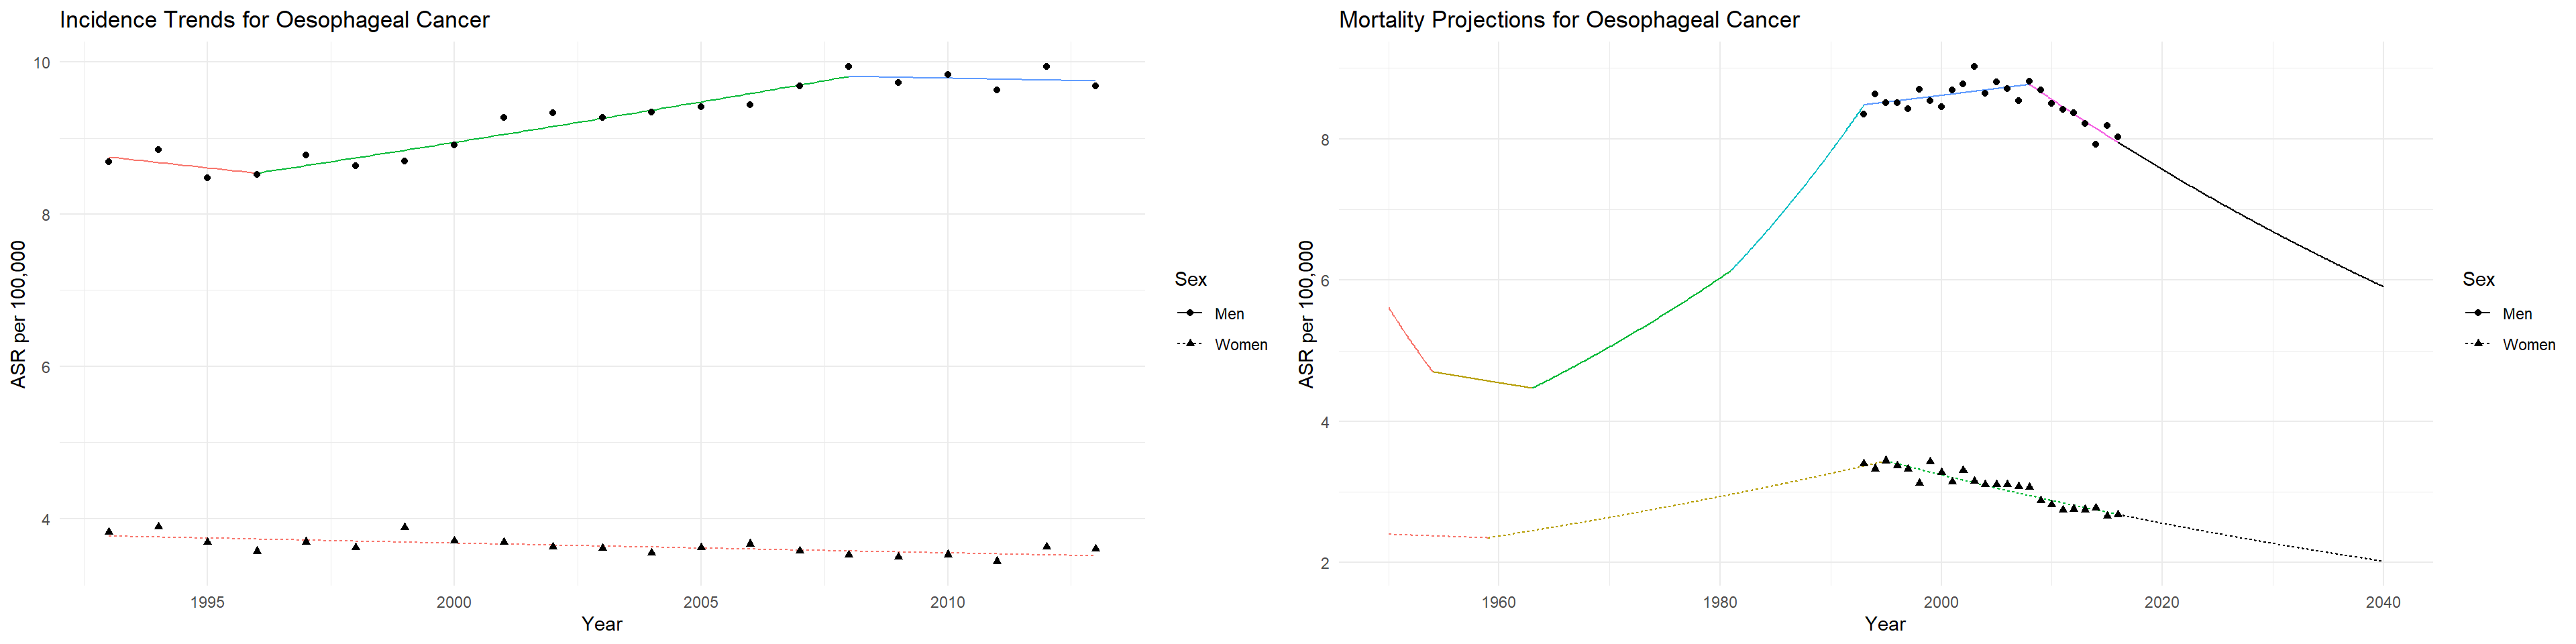 Incidence Trends for Oesophageal Cancer
10
8
6
4
ASR per 100,000
1995
2000
2005
2010
Year
Sex
Men
Women
Mortality Projections for Oesophageal Cancer
8
6
4
2
ASR per 100,000
1960
1980
2000
2020
2040
Year
Sex
Men
Women